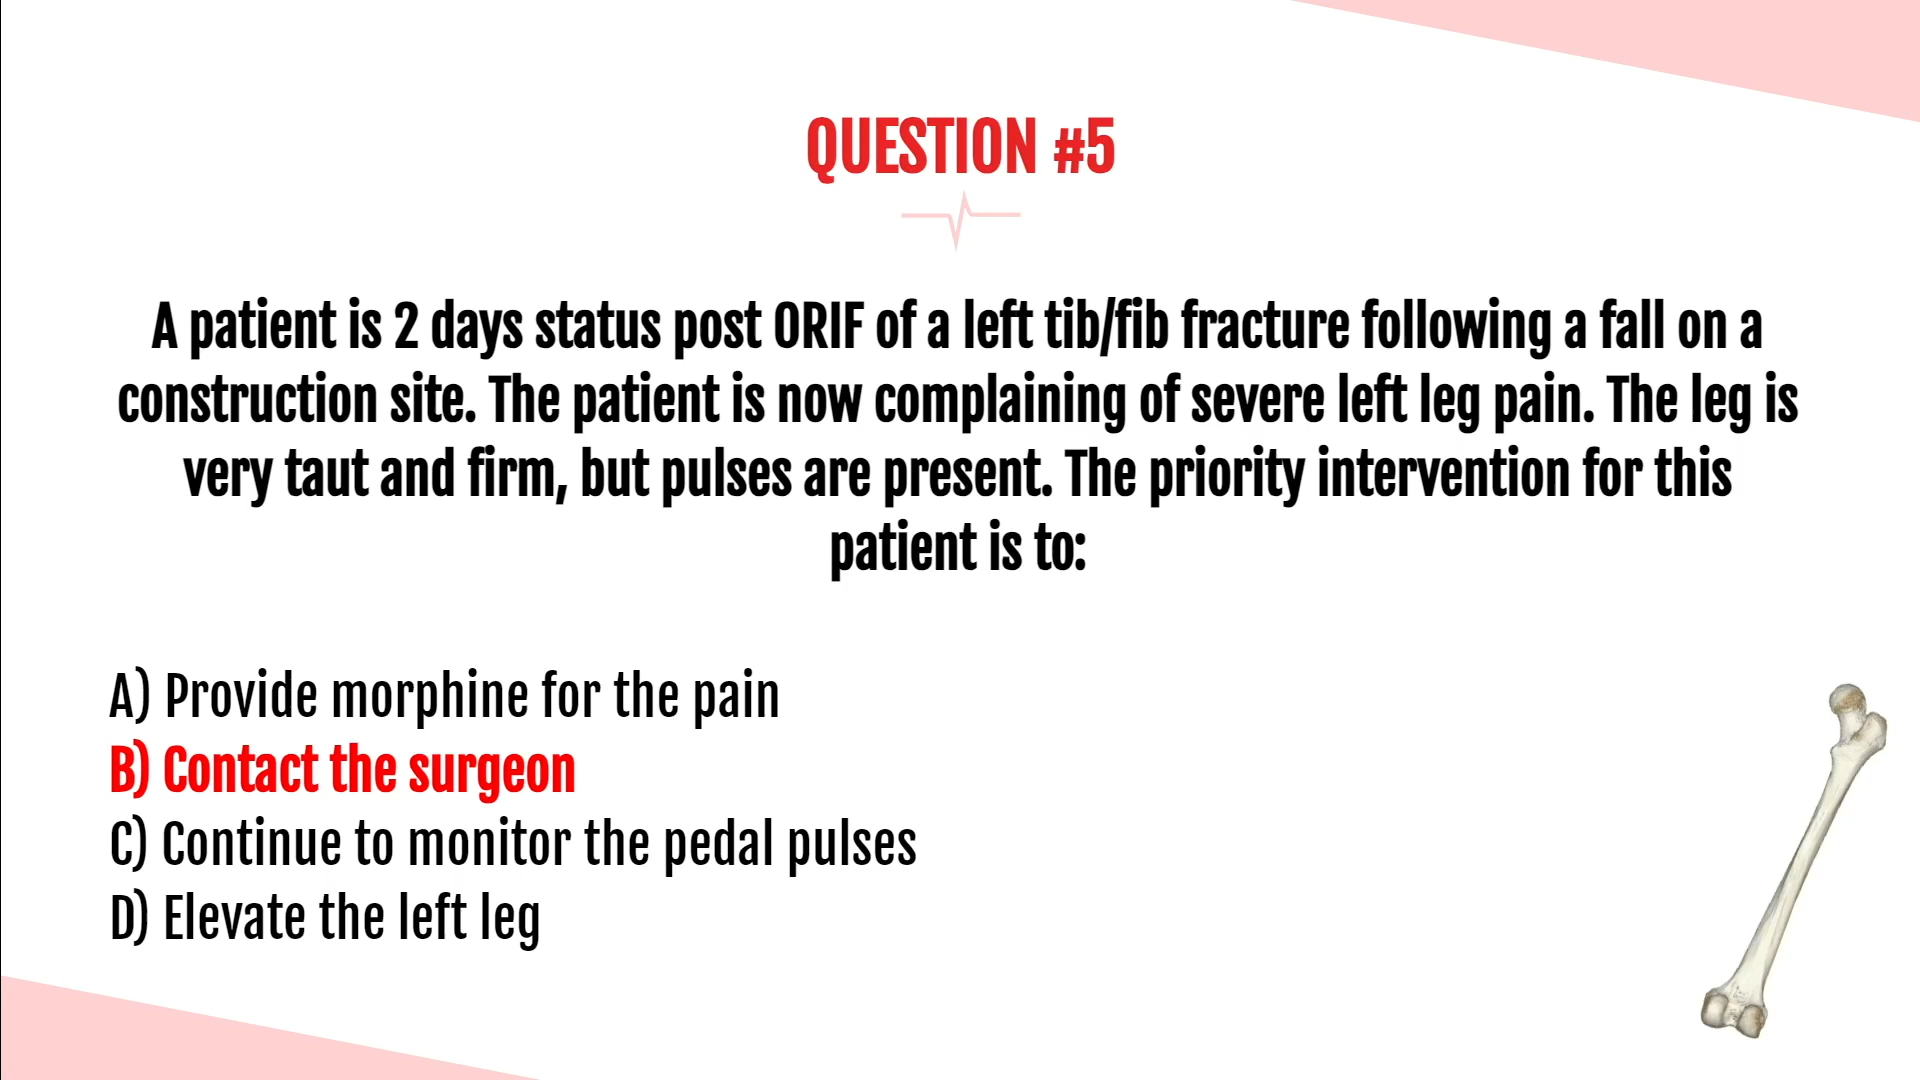 QUESTION #5
A patient is 2 days status post ORIF of a left tib/fib fracture following a fall on a
construction site. The patient is now complaining of severe left leg pain. The leg is
very taut and firm, but pulses are present. The priority intervention for this
patient is to:
A) Provide morphine for the pain
B) Contact the surgeon
C) Continue to monitor the pedal pulses
D) Elevate the left leg